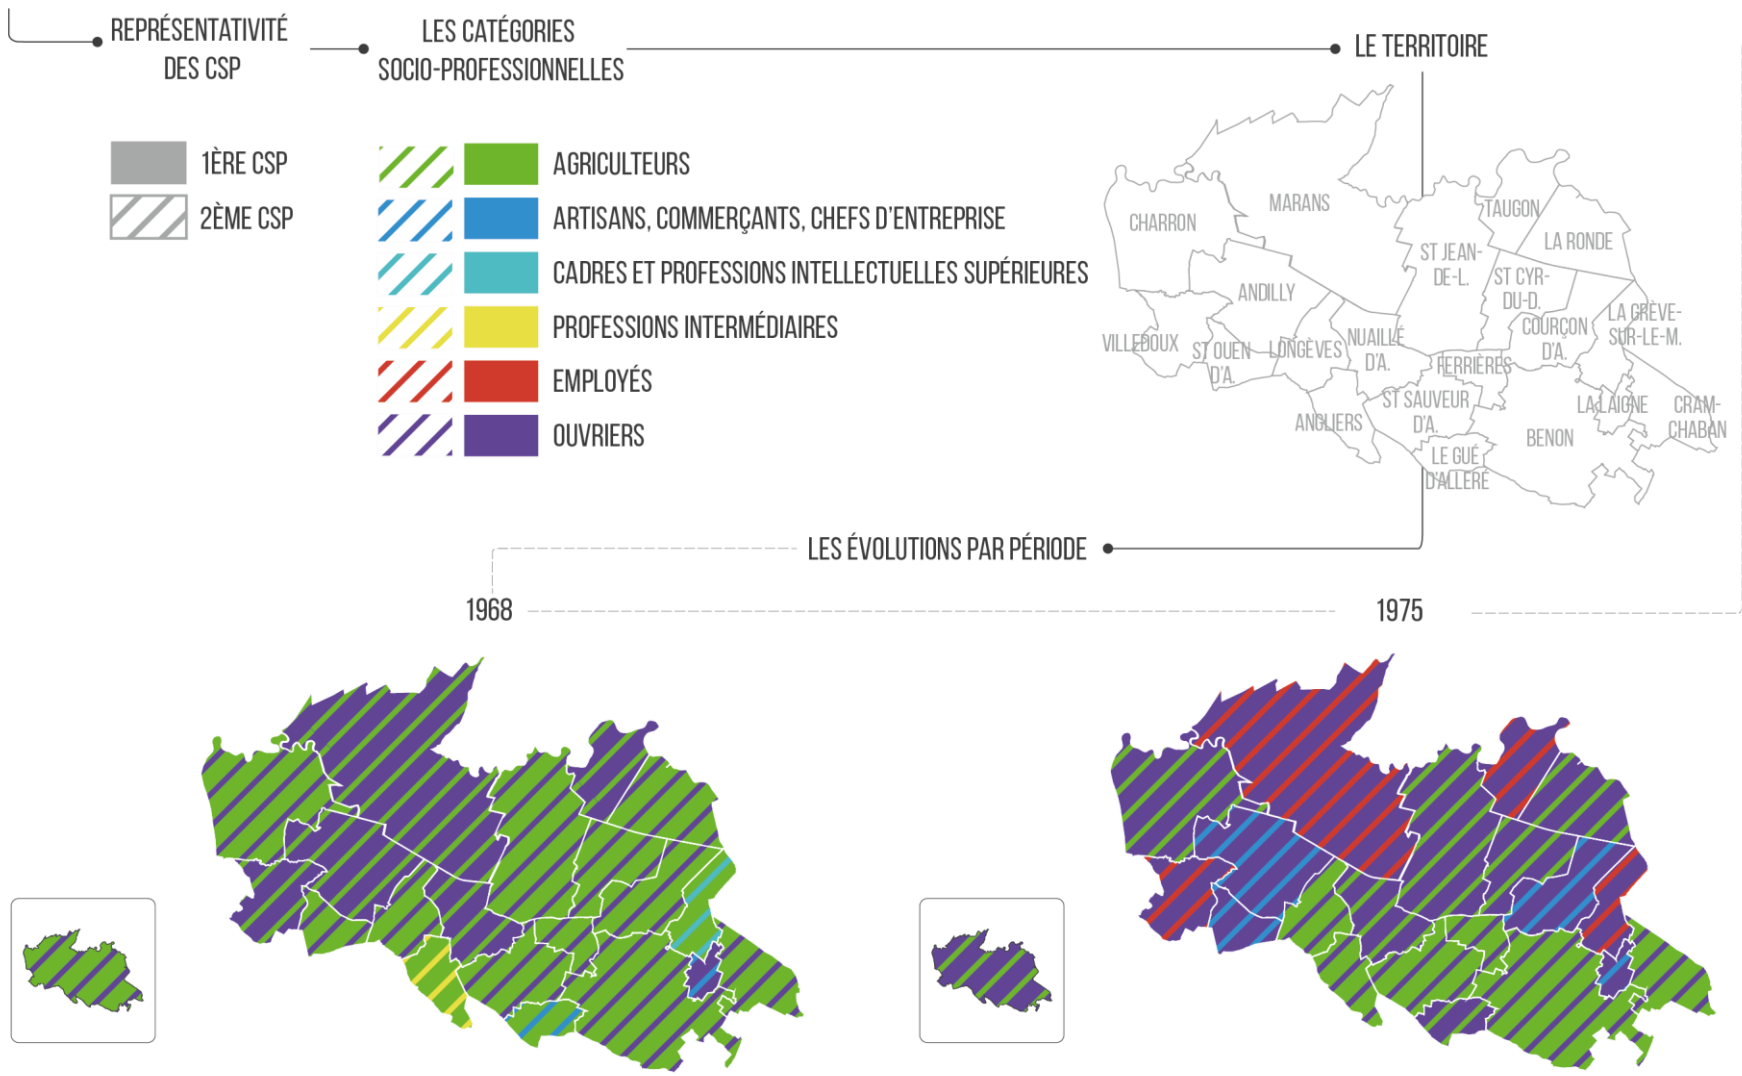 REPRÉSENTATIVITÉ
DES CSP
LES CATÉGORIES
SOCIO-PROFESSIONNELLES
LE TERRITOIRE
1ÈRE CSP
2ÈME CSP
AGRICULTEURS
ARTISANS, COMMERÇANTS, CHEFS D'ENTREPRISE
CADRES ET PROFESSIONS INTELLECTUELLES SUPÉRIEURES
PROFESSIONS INTERMÉDIAIRES
EMPLOYÉS
OUVRIERS
CHARRON
MARANS
TAUGON
LA RONDE
ST JEAN-
DE-L.
ST CYR-
DU-D.
ANDILLY
LA GRÈVE-
SUR-LE-M.
COURÇON
D'A.
VILLEDOUX
ST OUEN
D'A.
LONGÈVES
NUAILLÉ
D'A.
FERRIÈRES
ANGLIERS
ST SAUVEUR
D'A.
LA LAIGNE
CRAM-
CHABAN
BENON
LE GUÉ
D'ALLERÉ
LES ÉVOLUTIONS PAR PÉRIODE
1968
1975